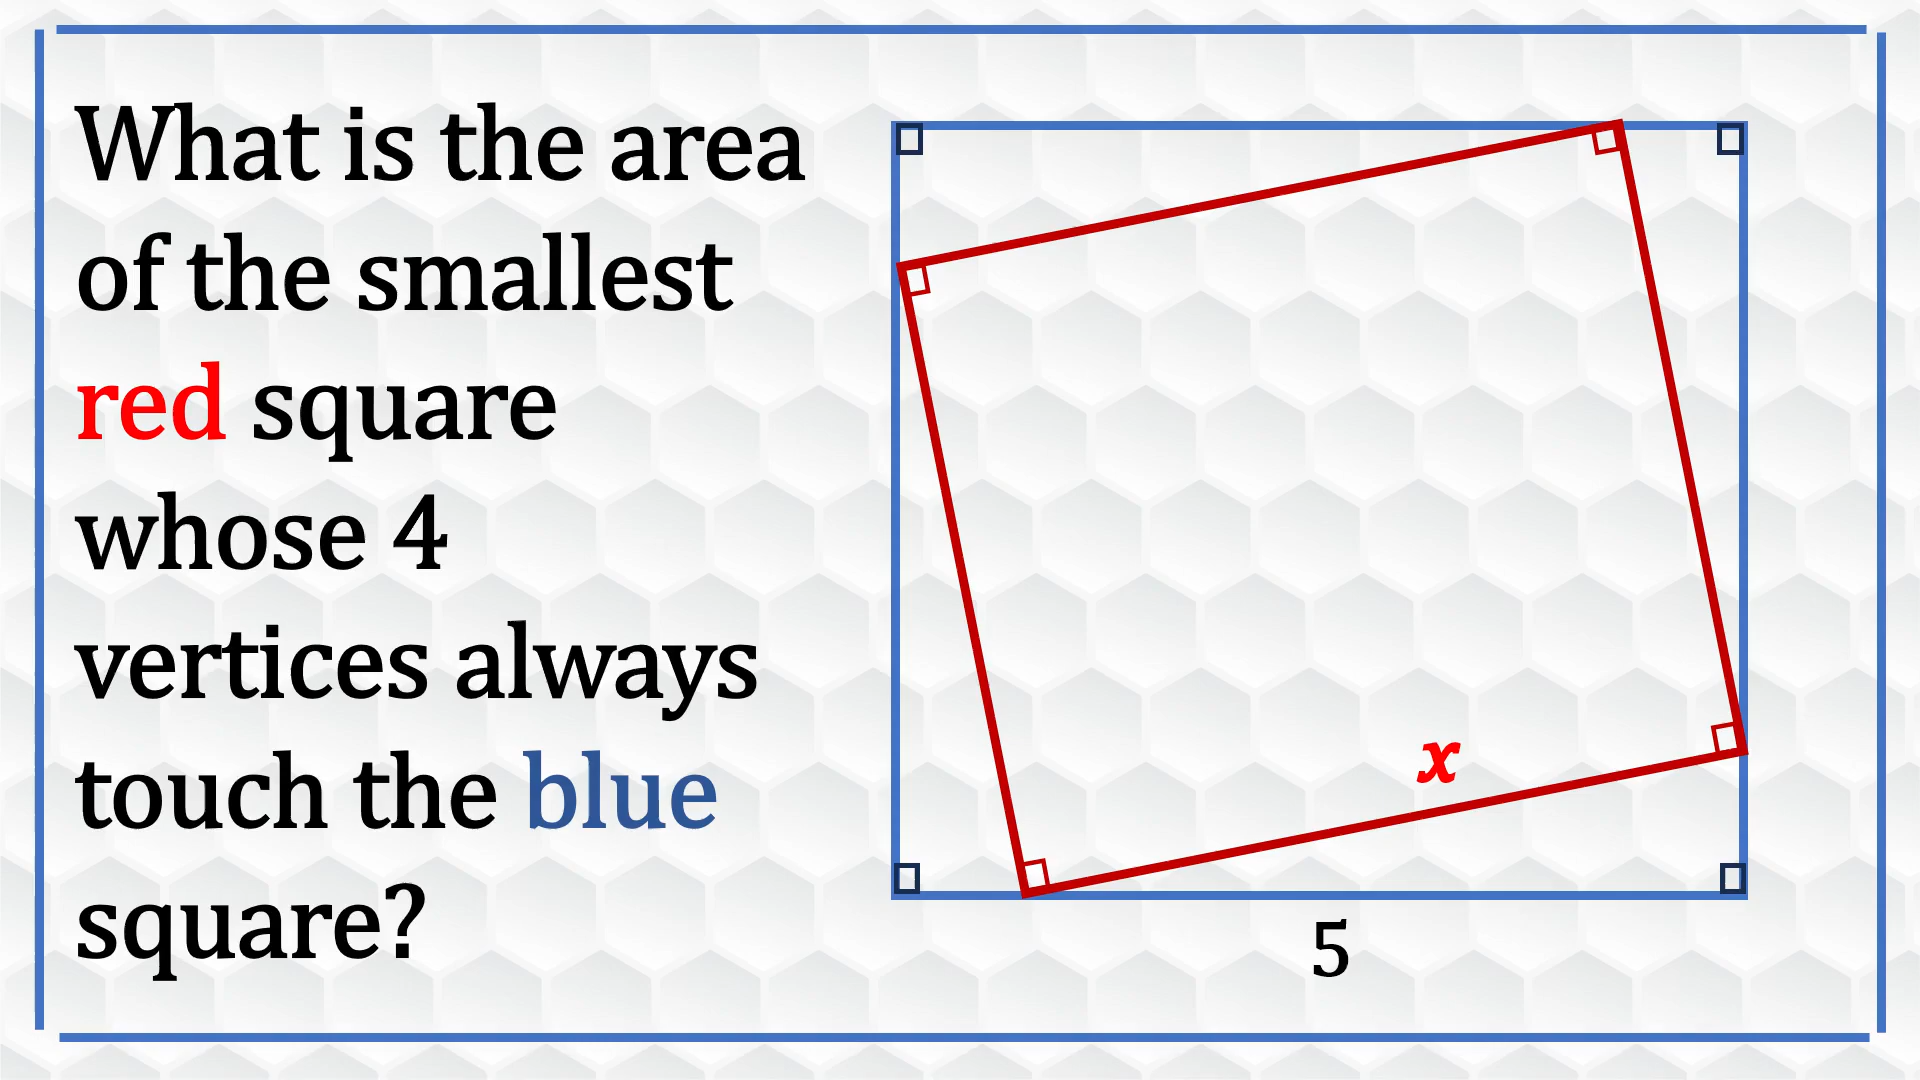 What is the area
of the smallest
red square
whose 4
vertices always
touch the blue
square?
x
5